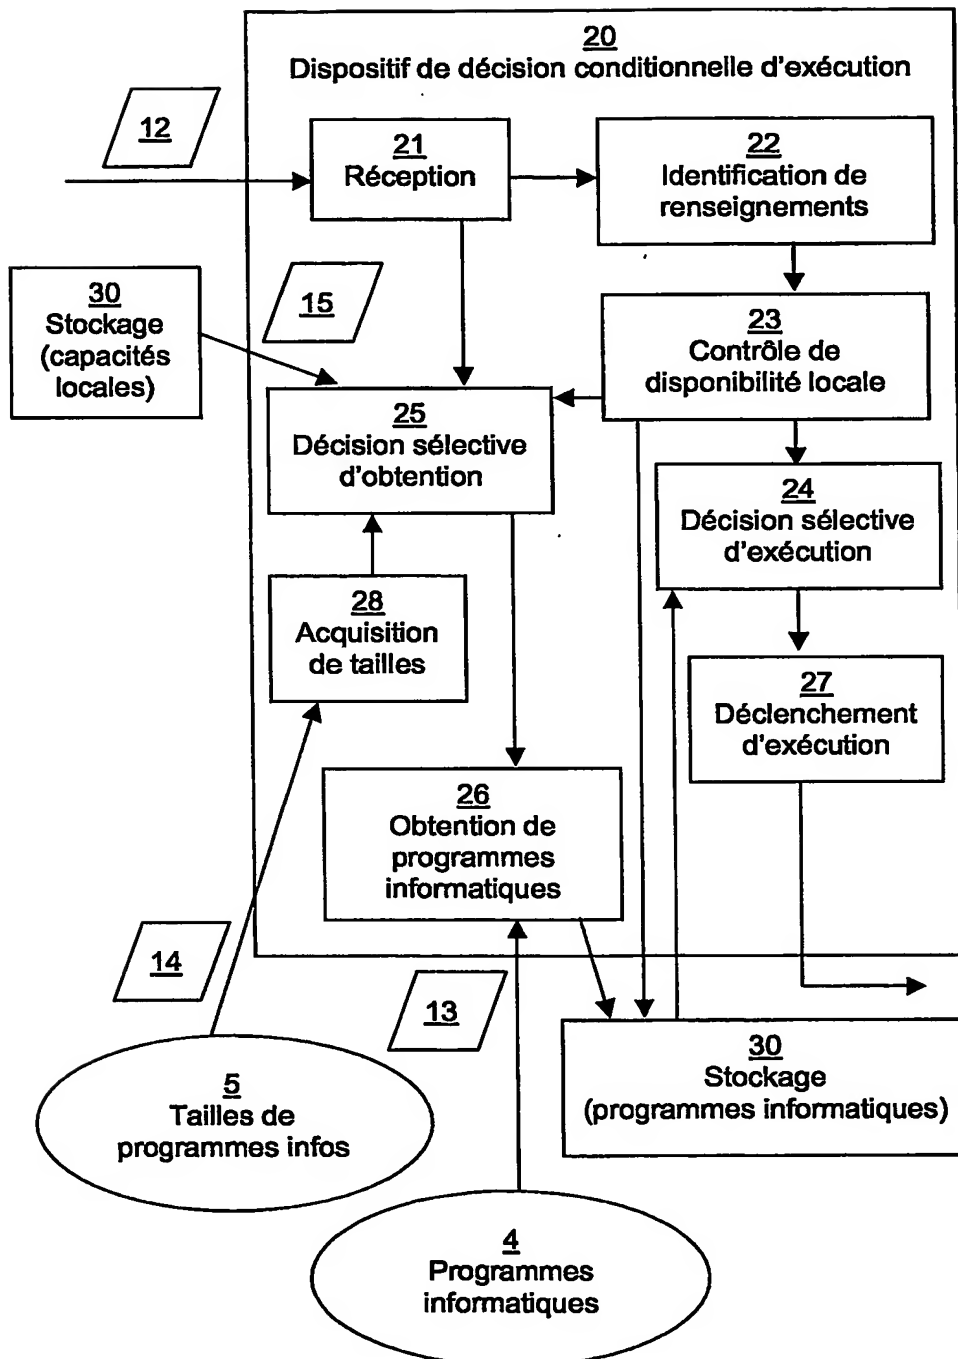 20
Dispositif de décision conditionnelle d'exécution
12
21
Réception
22
Identification de
renseignements
30
Stockage
(capacités
locales)
15
23
Contrôle de
disponibilité locale
25
Décision sélective
d'obtention
24
Décision sélective
d'exécution
28
Acquisition
de tailles
27
Déclenchement
d'exécution
26
Obtention de
programmes
informatiques
14
13
5
Tailles de
programmes infos
30
Stockage
(programmes informatiques)
4
Programmes
informatiques